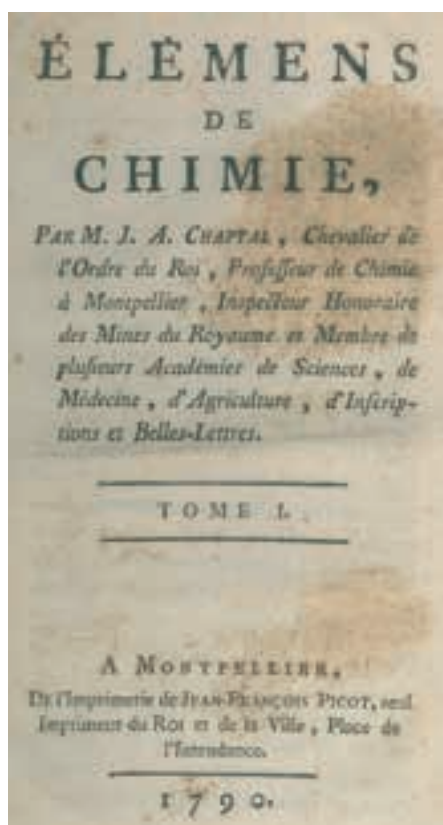 ÉLÉMENS
DE
CHIMIE,
PAR M. J. A. CHAPTAL, Chevalier de
l'Ordre du Roi, Professeur de Chimie
à Montpellier, Inspecteur Honoraire
des Mines du Royaume et Membre de
plusieurs Académies de Sciences, de
Médecine, d'Agriculture, d'Inscrip-
tions et Belles-Lettres.
TOME I.
A MONTPELLIER,
De l'Imprimerie de JEAN-FRANÇOIS PICOT, seul
Imprimeur du Roi et de la Ville, Place de
l'Intendance.
1790.